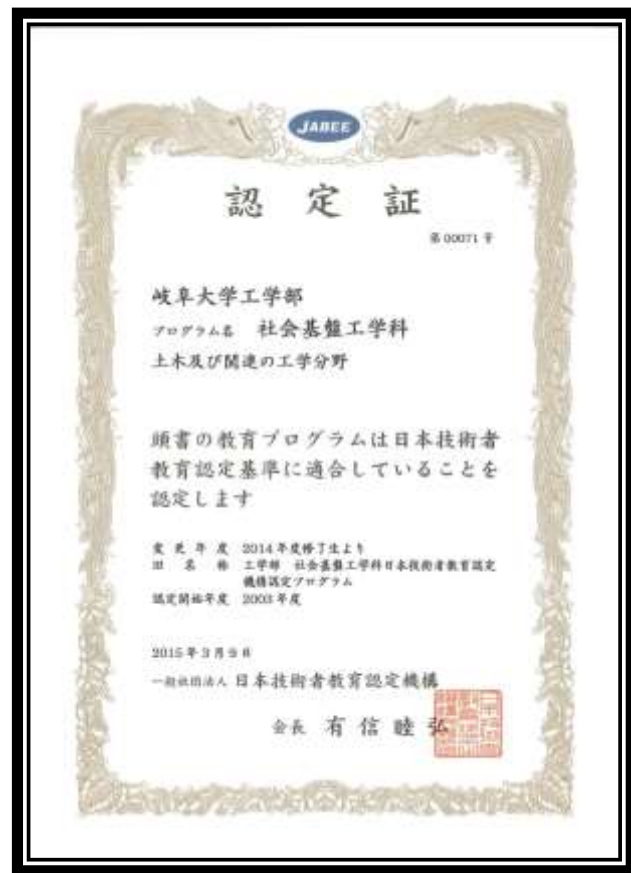 JABEE
認定証
第00071号
岐阜大学工学部
プログラム名 社会基盤工学科
土木及び関連の工学分野
頭書の教育プログラムは日本技術者
教育認定基準に適合していることを
認定します
変更年度 2014年度修了生より
旧名称 工学部 社会基盤工学科日本技術者教育認定
機構認定プログラム
認定開始年度 2003年度
2015年3月9日
一般社団法人 日本技術者教育認定機構
会長 有信睦弘